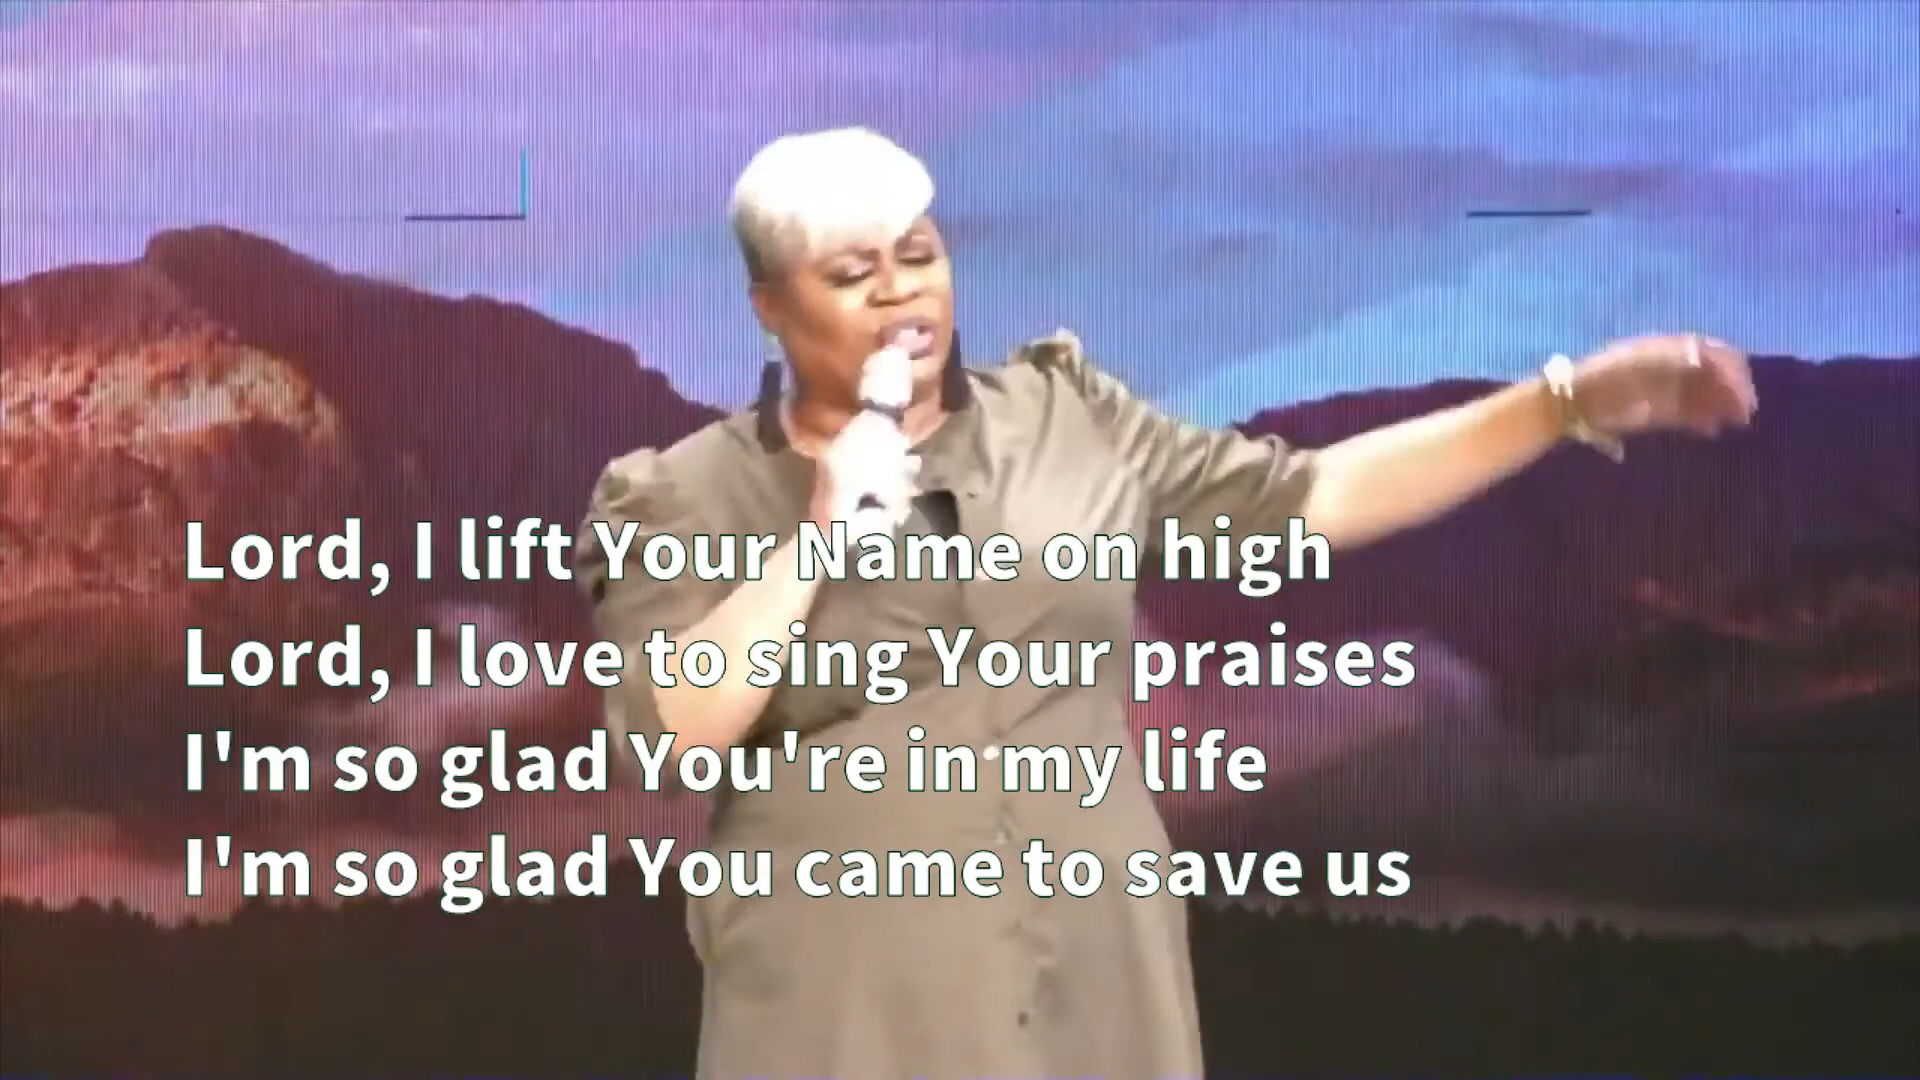 Lord, I lift Your Name on high
Lord, I love to sing Your praises
I'm so glad You're in my life
I'm so glad You came to save us